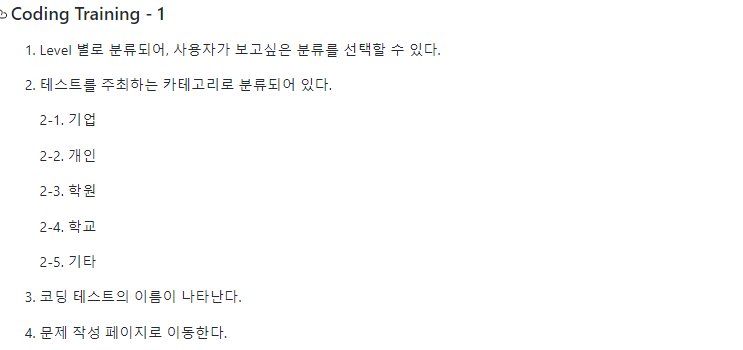 Coding Training - 1
1. Level 별로 분류되어, 사용자가 보고싶은 분류를 선택할 수 있다.
2. 테스트를 주최하는 카테고리로 분류되어 있다.
2-1. 기업
2-2. 개인
2-3. 학원
2-4. 학교
2-5. 기타
3. 코딩 테스트의 이름이 나타난다.
4. 문제 작성 페이지로 이동한다.